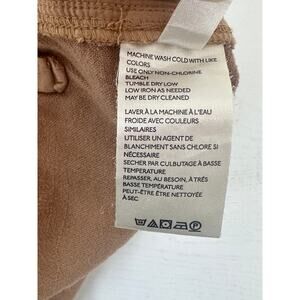 MACHINE WASH COLD WITH LIKE
COLORS
USE ONLY NON-CHLORINE
BLEACH
TUMBLE DRY LOW
LOW IRON AS NEEDED
MAY BE DRY CLEANED
LAVER À LA MACHINE À L'EAU
FROIDE AVEC COULEURS
SIMILAIRES
UTILISER UN AGENT DE
BLANCHIMENT SANS CHLORE SI
NÉCESSAIRE
SECHER PAR CULBUTAGE À BASSE
TEMPERATURE
REPASSER, AU BESOIN, À TRÈS
BASSE TEMPÉRATURE
PEUT-ÊTRE ÊTRE NETTOYÉE
À SEC